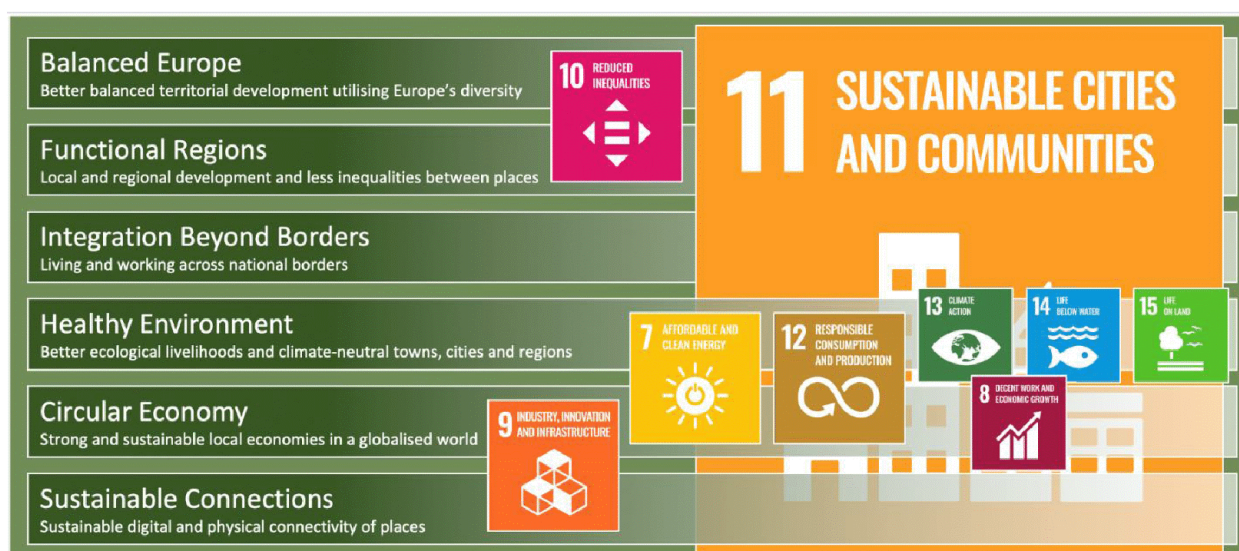 Balanced Europe
Better balanced territorial development utilising Europe's diversity
Functional Regions
Local and regional development and less inequalities between places
Integration Beyond Borders
Living and working across national borders
Healthy Environment
Better ecological livelihoods and climate-neutral towns, cities and regions
Circular Economy
Strong and sustainable local economies in a globalised world
Sustainable Connections
Sustainable digital and physical connectivity of places
10 REDUCED
INEQUALITIES
11 SUSTAINABLE CITIES
AND COMMUNITIES
7 AFFORDABLE AND
CLEAN ENERGY
12 RESPONSIBLE
CONSUMPTION
AND PRODUCTION
13 CLIMATE
ACTION
14 LIFE
BELOW WATER
15 LIFE
ON LAND
8 DECENT WORK AND
ECONOMIC GROWTH
9 INDUSTRY, INNOVATION
AND INFRASTRUCTURE